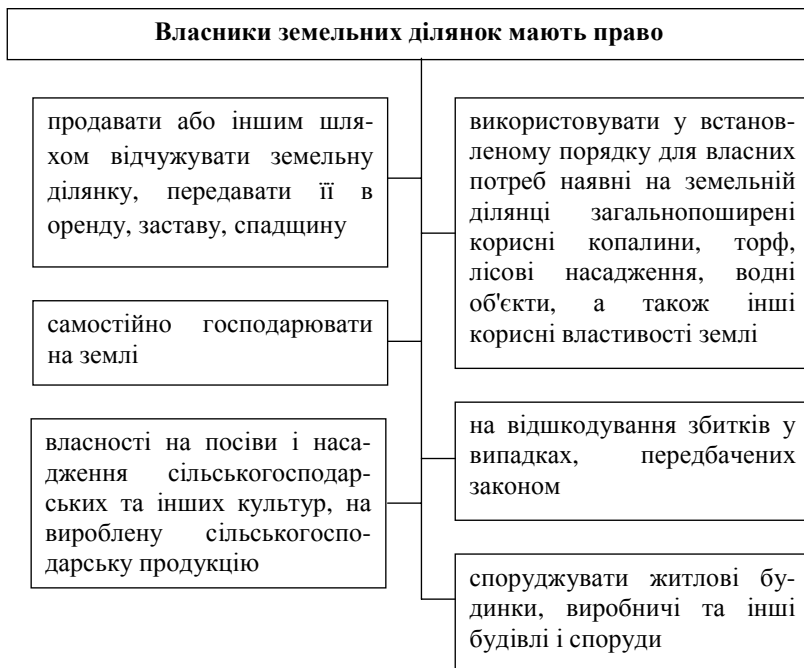 Власники земельних ділянок мають право
продавати або іншим шля-
хом відчужувати земельну
ділянку, передавати її в
оренду, заставу, спадщину
самостійно господарювати
на землі
власності на посіви і наса-
дження сільськогосподар-
ських та інших культур, на
вироблену сільськогоспо-
дарську продукцію
використовувати у встанов-
леному порядку для власних
потреб наявні на земельній
ділянці загальнопоширені
корисні копалини, торф,
лісові насадження, водні
об'єкти, а також інші
корисні властивості землі
на відшкодування збитків у
випадках, передбачених
законом
споруджувати житлові бу-
динки, виробничі та інші
будівлі і споруди